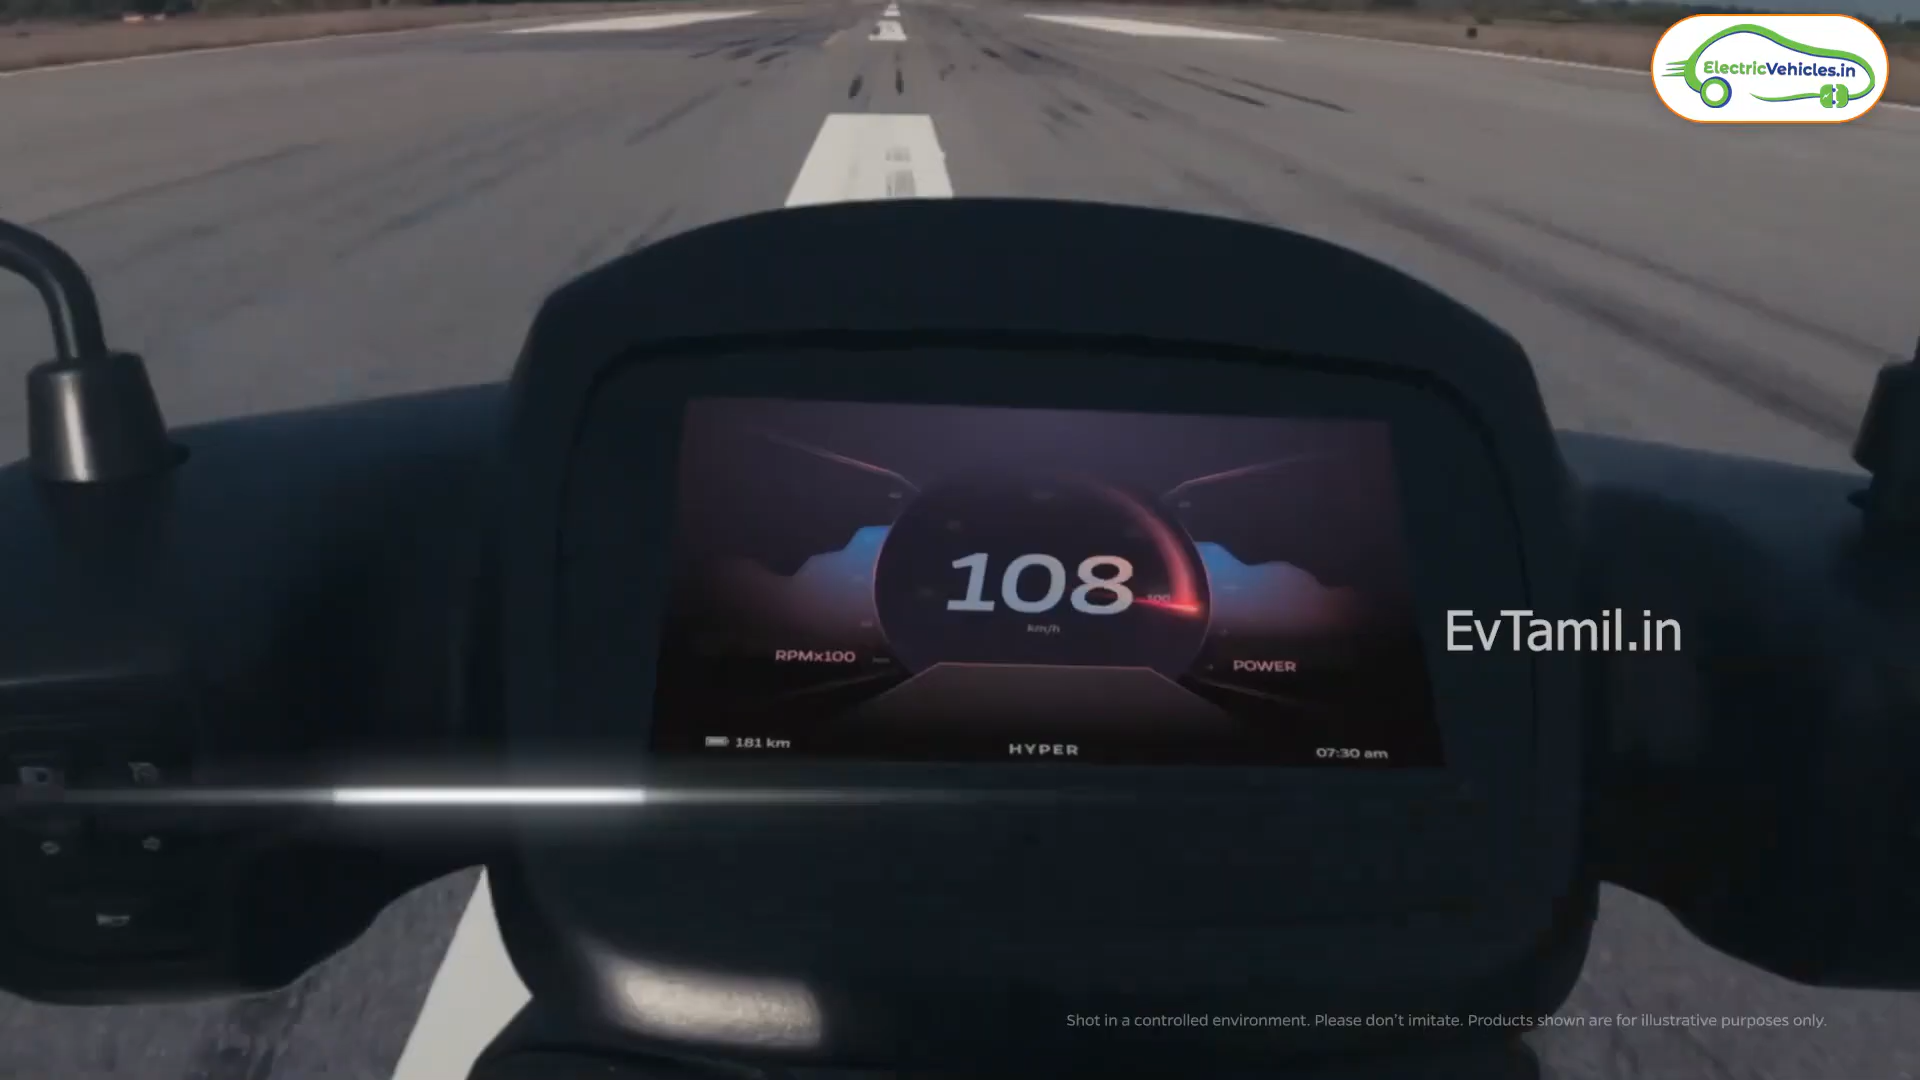 ElectricVehicles.in
108
100
km/h
RPMx100
POWER
EvTamil.in
181 km
HYPER
07:30 am
Shot in a controlled environment. Please don't imitate. Products shown are for illustrative purposes only.